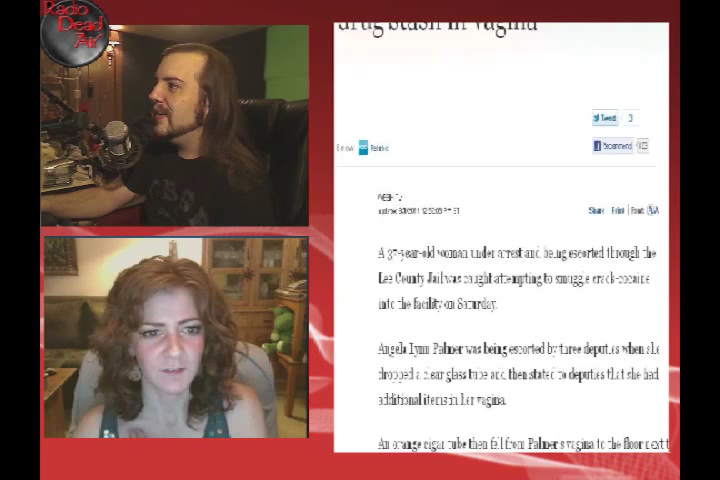 Radio
Dead
Air
drug stash in vagina
Tweet 3
Recommend
Share Print Font:
A 37-year-old woman under arrest and being escorted through the
Lee County Jail was caught attempting to smuggle crack-cocaine
into the facility on Saturday.
Angela Lynn Palmer was being escorted by three deputies when she
dropped a clear glass tube and then stated to deputies that she had
additional items in her vagina.
An orange cigar tube then fell from Palmer's vagina to the floor next